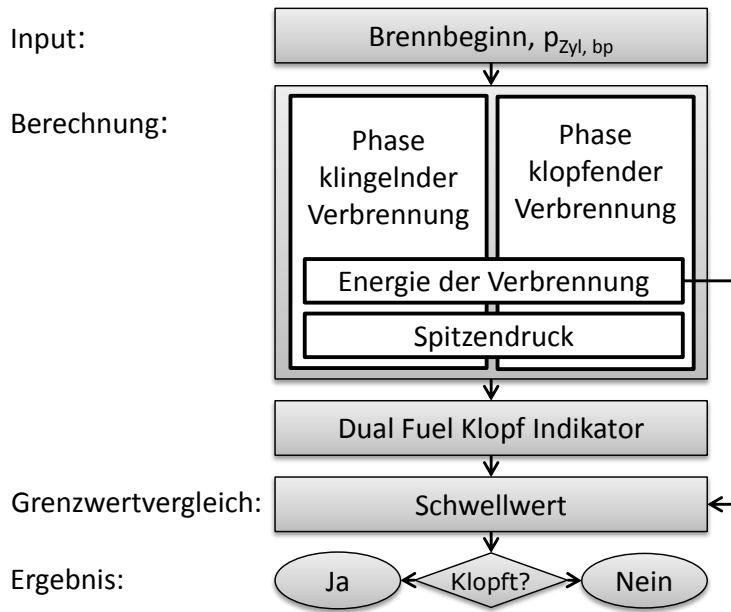 Input:
Brennbeginn, pZyl, bp
Berechnung:
Phase
klingelnder
Verbrennung
Phase
klopfender
Verbrennung
Energie der Verbrennung
Spitzendruck
Dual Fuel Klopf Indikator
Grenzwertvergleich:
Schwellwert
Ergebnis:
Ja
Klopft?
Nein